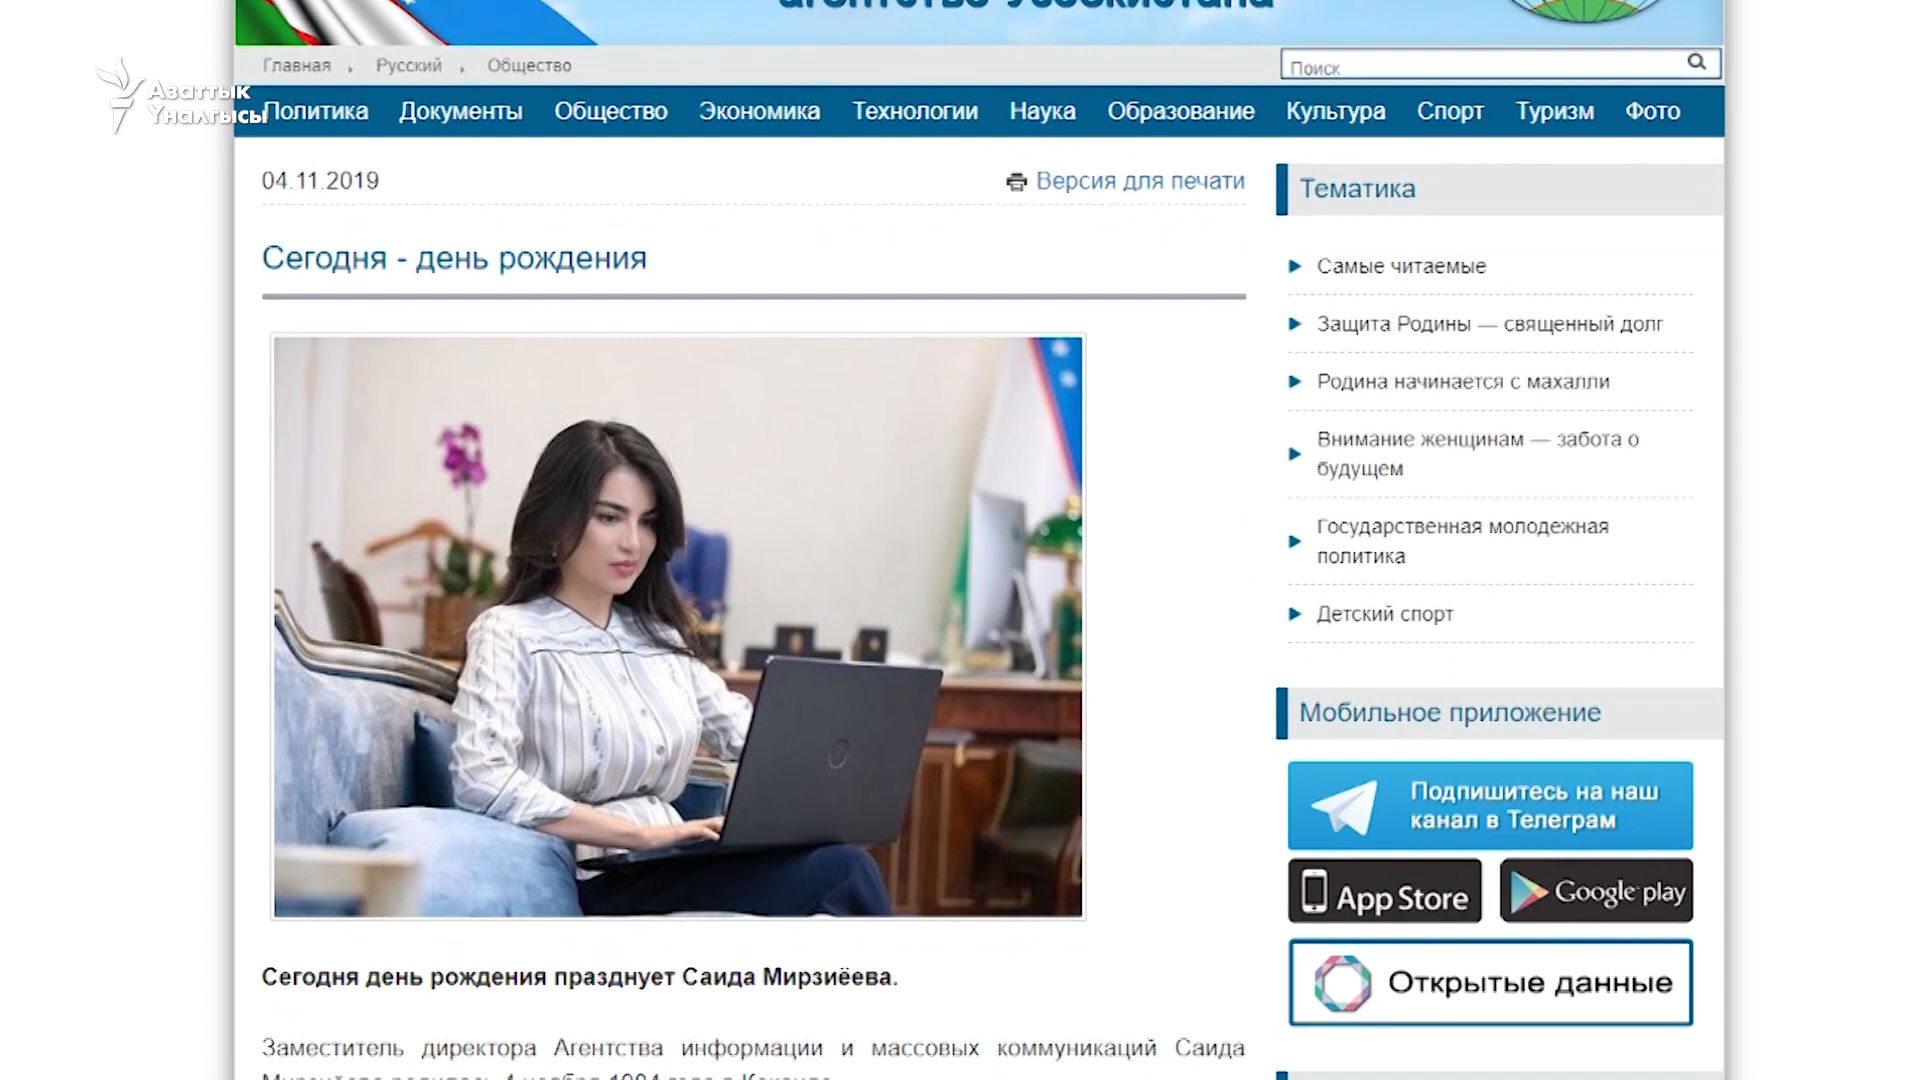 агентство Узбекистана
Главная
Русский
Общество
Поиск
Азаттык
Үналгысы
Политика
Документы
Общество
Экономика
Технологии
Наука
Образование
Культура
Спорт
Туризм
Фото
04.11.2019
Версия для печати
Сегодня - день рождения
Сегодня день рождения празднует Саида Мирзиёева.
Заместитель директора Агентства информации и массовых коммуникаций Саида
Тематика
Самые читаемые
Защита Родины — священный долг
Родина начинается с махалли
Внимание женщинам — забота о
будущем
Государственная молодежная
политика
Детский спорт
Мобильное приложение
Подпишитесь на наш
канал в Телеграм
App Store
Google play
Открытые данные